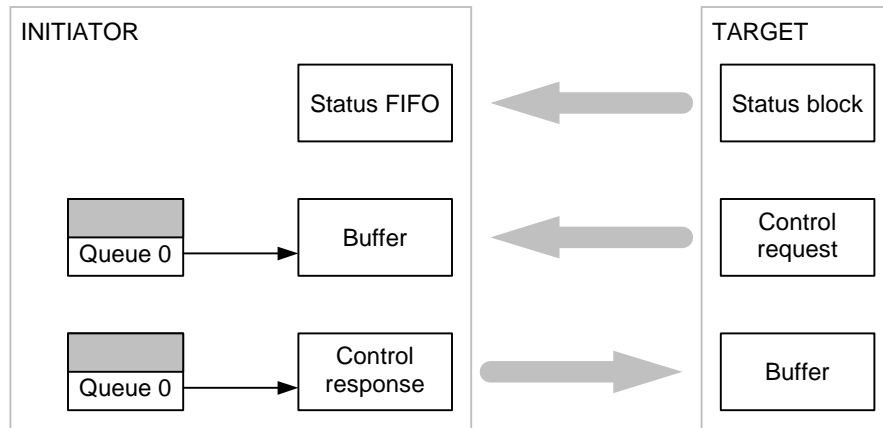 INITIATOR
TARGET
Status FIFO
Status block
Queue 0
Buffer
Control
request
Queue 0
Control
response
Buffer